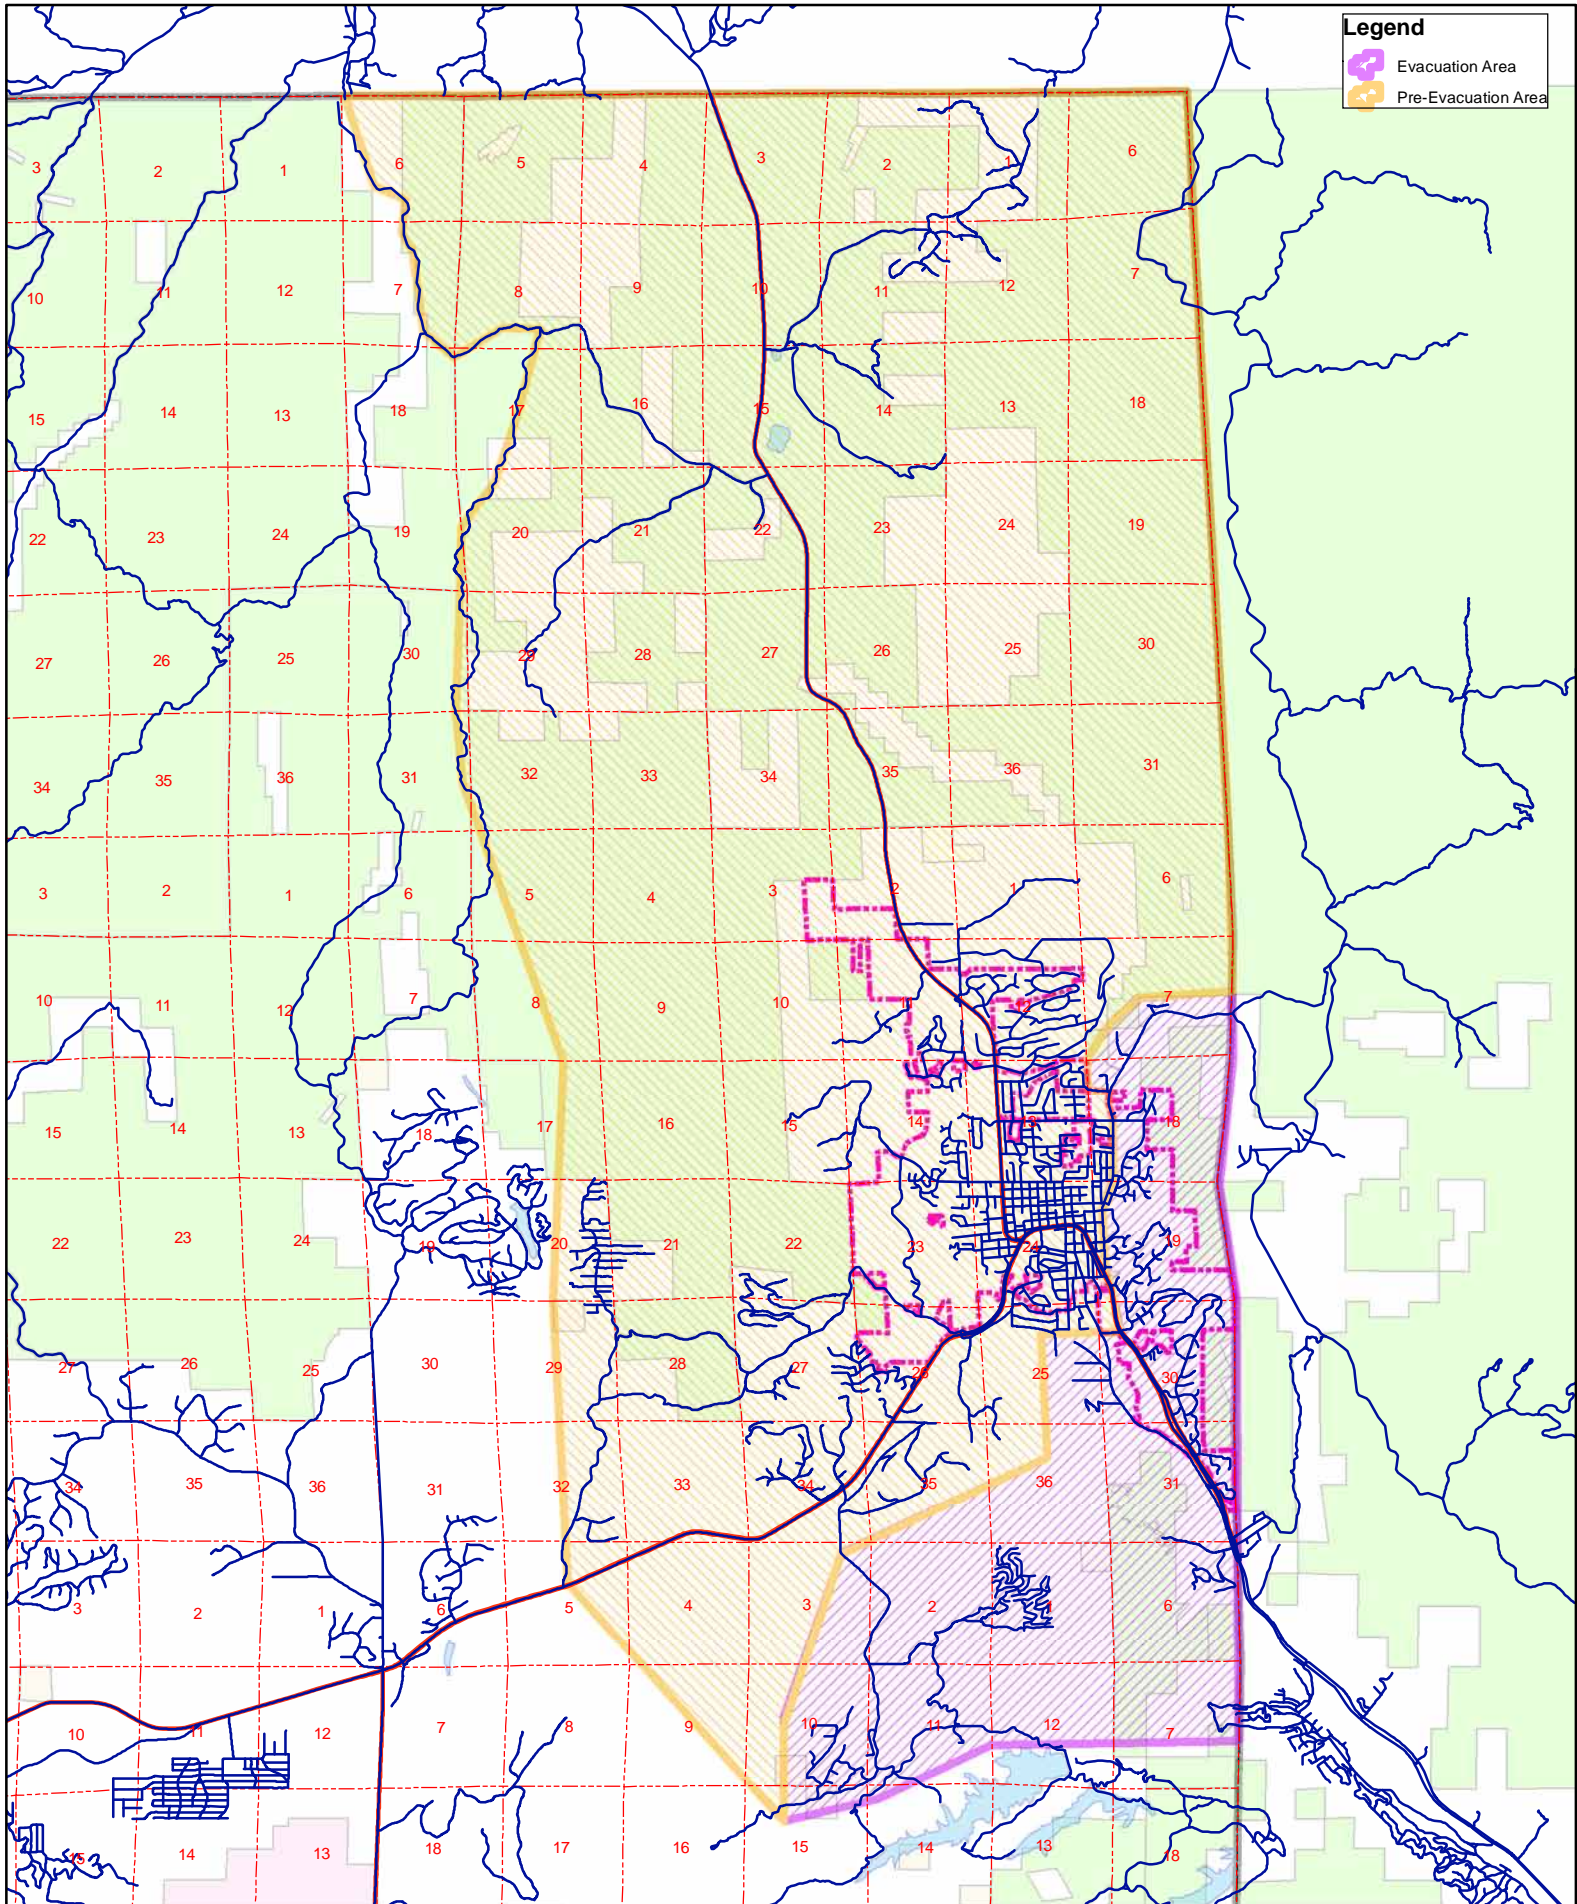 Legend
Evacuation Area
Pre-Evacuation Area
3 2 1 6 5 4 3 2 1 6
10 11 12 7 8 9 10 11 12 7
15 14 13 18 17 16 15 14 13 18
22 23 24 19 20 21 22 23 24 19
27 26 25 30 29 28 27 26 25 30
34 35 36 31 32 33 34 35 36 31
3 2 1 6 5 4 3 2 1 6
10 11 12 7 8 9 10 12 7
15 14 13 18 17 16 15 14 13 18
22 23 24 19 20 21 22 23 24 19
27 26 25 30 29 28 27 26 25 30
34 35 36 31 32 33 34 35 36 31
3 2 1 6 5 4 3 2 1 6
10 11 12 7 8 9 10 11 12 7
15 14 13 18 17 16 15 14 13 18